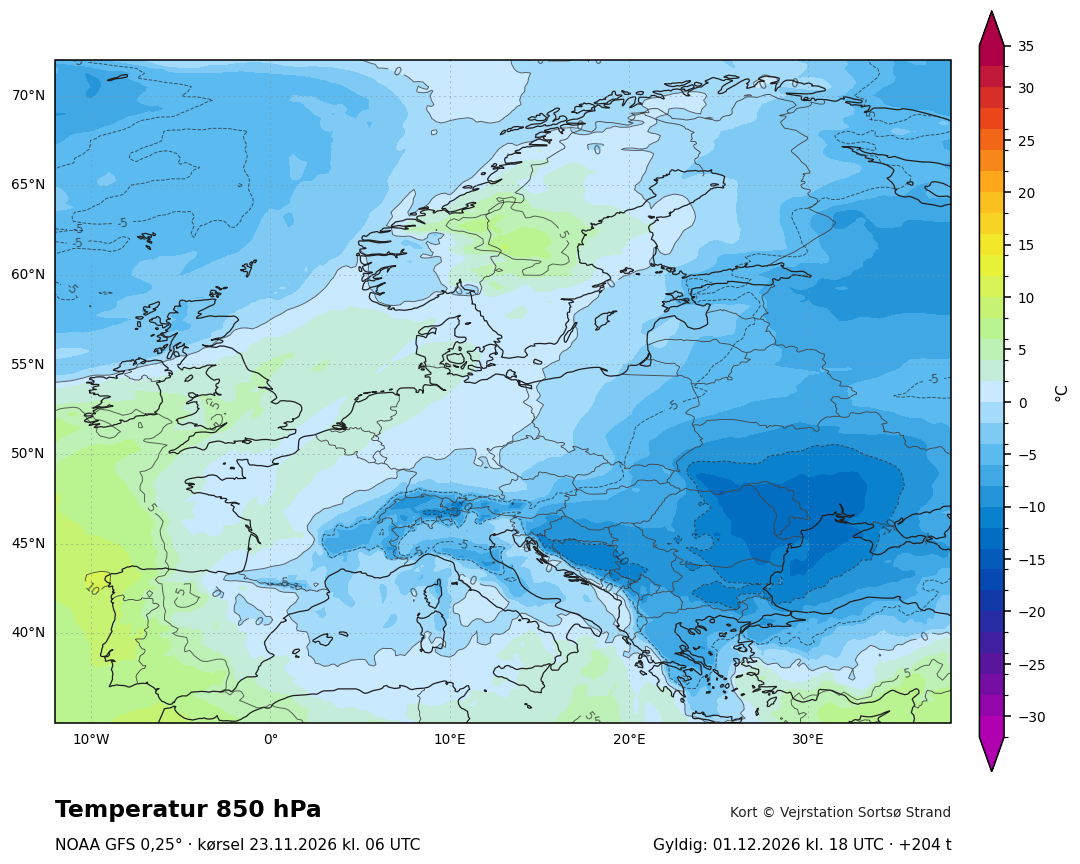 35
30
25
20
15
10
5
0
−5
−10
−15
−20
−25
−30
°C
70°N
65°N
60°N
55°N
50°N
45°N
40°N
10°W
0°
10°E
20°E
30°E
Temperatur 850 hPa
Kort © Vejrstation Sortsø Strand
NOAA GFS 0,25° · kørsel 23.11.2026 kl. 06 UTC
Gyldig: 01.12.2026 kl. 18 UTC · +204 t